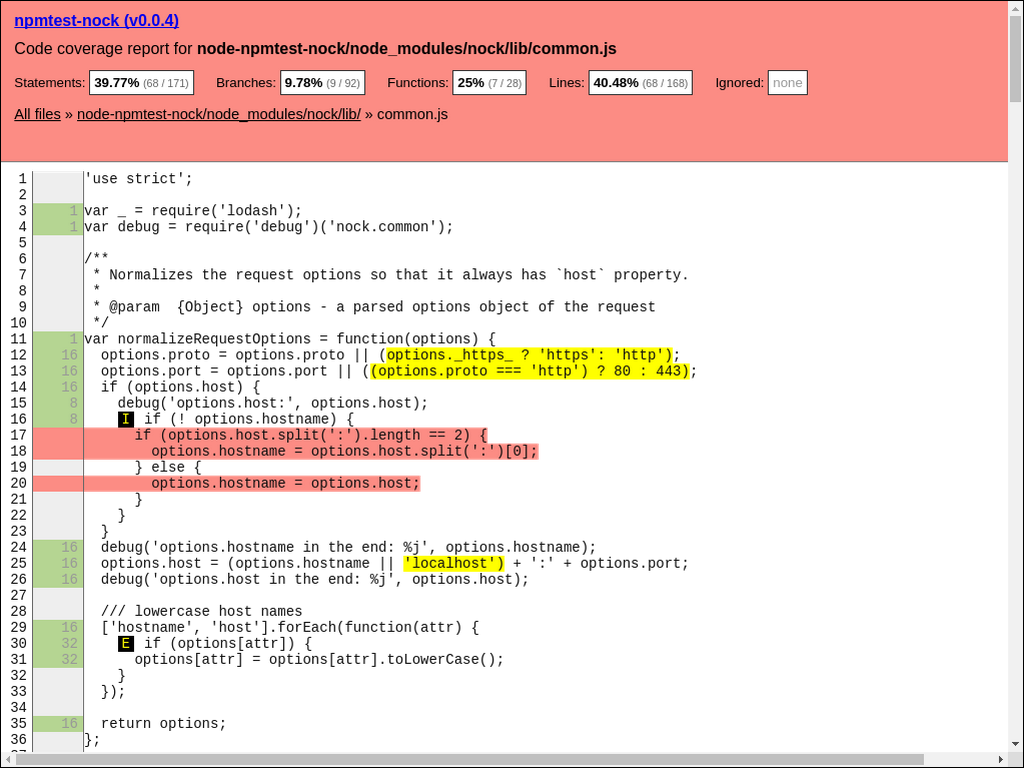 npmtest-nock (v0.0.4)
Code coverage report for node-npmtest-nock/node_modules/nock/lib/common.js
Statements: 39.77% (68 / 171) Branches: 9.78% (9 / 92) Functions: 25% (7 / 28) Lines: 40.48% (68 / 168) Ignored: none
All files » node-npmtest-nock/node_modules/nock/lib/ » common.js
1 'use strict';
2
3 1 var _ = require('lodash');
4 1 var debug = require('debug')('nock.common');
5
6 /**
7  * Normalizes the request options so that it always has `host` property.
8  *
9  * @param  {Object} options - a parsed options object of the request
10  */
11 1 var normalizeRequestOptions = function(options) {
12 16   options.proto = options.proto || (options._https_ ? 'https': 'http');
13 16   options.port = options.port || ((options.proto === 'http') ? 80 : 443);
14 16   if (options.host) {
15 8     debug('options.host:', options.host);
16 8     I if (! options.hostname) {
17       if (options.host.split(':').length == 2) {
18         options.hostname = options.host.split(':')[0];
19       } else {
20         options.hostname = options.host;
21       }
22     }
23   }
24 16   debug('options.hostname in the end: %j', options.hostname);
25 16   options.host = (options.hostname || 'localhost') + ':' + options.port;
26 16   debug('options.host in the end: %j', options.host);
27
28   /// lowercase host names
29 16   ['hostname', 'host'].forEach(function(attr) {
30 32     E if (options[attr]) {
31 32       options[attr] = options[attr].toLowerCase();
32     }
33   });
34
35 16   return options;
36 };